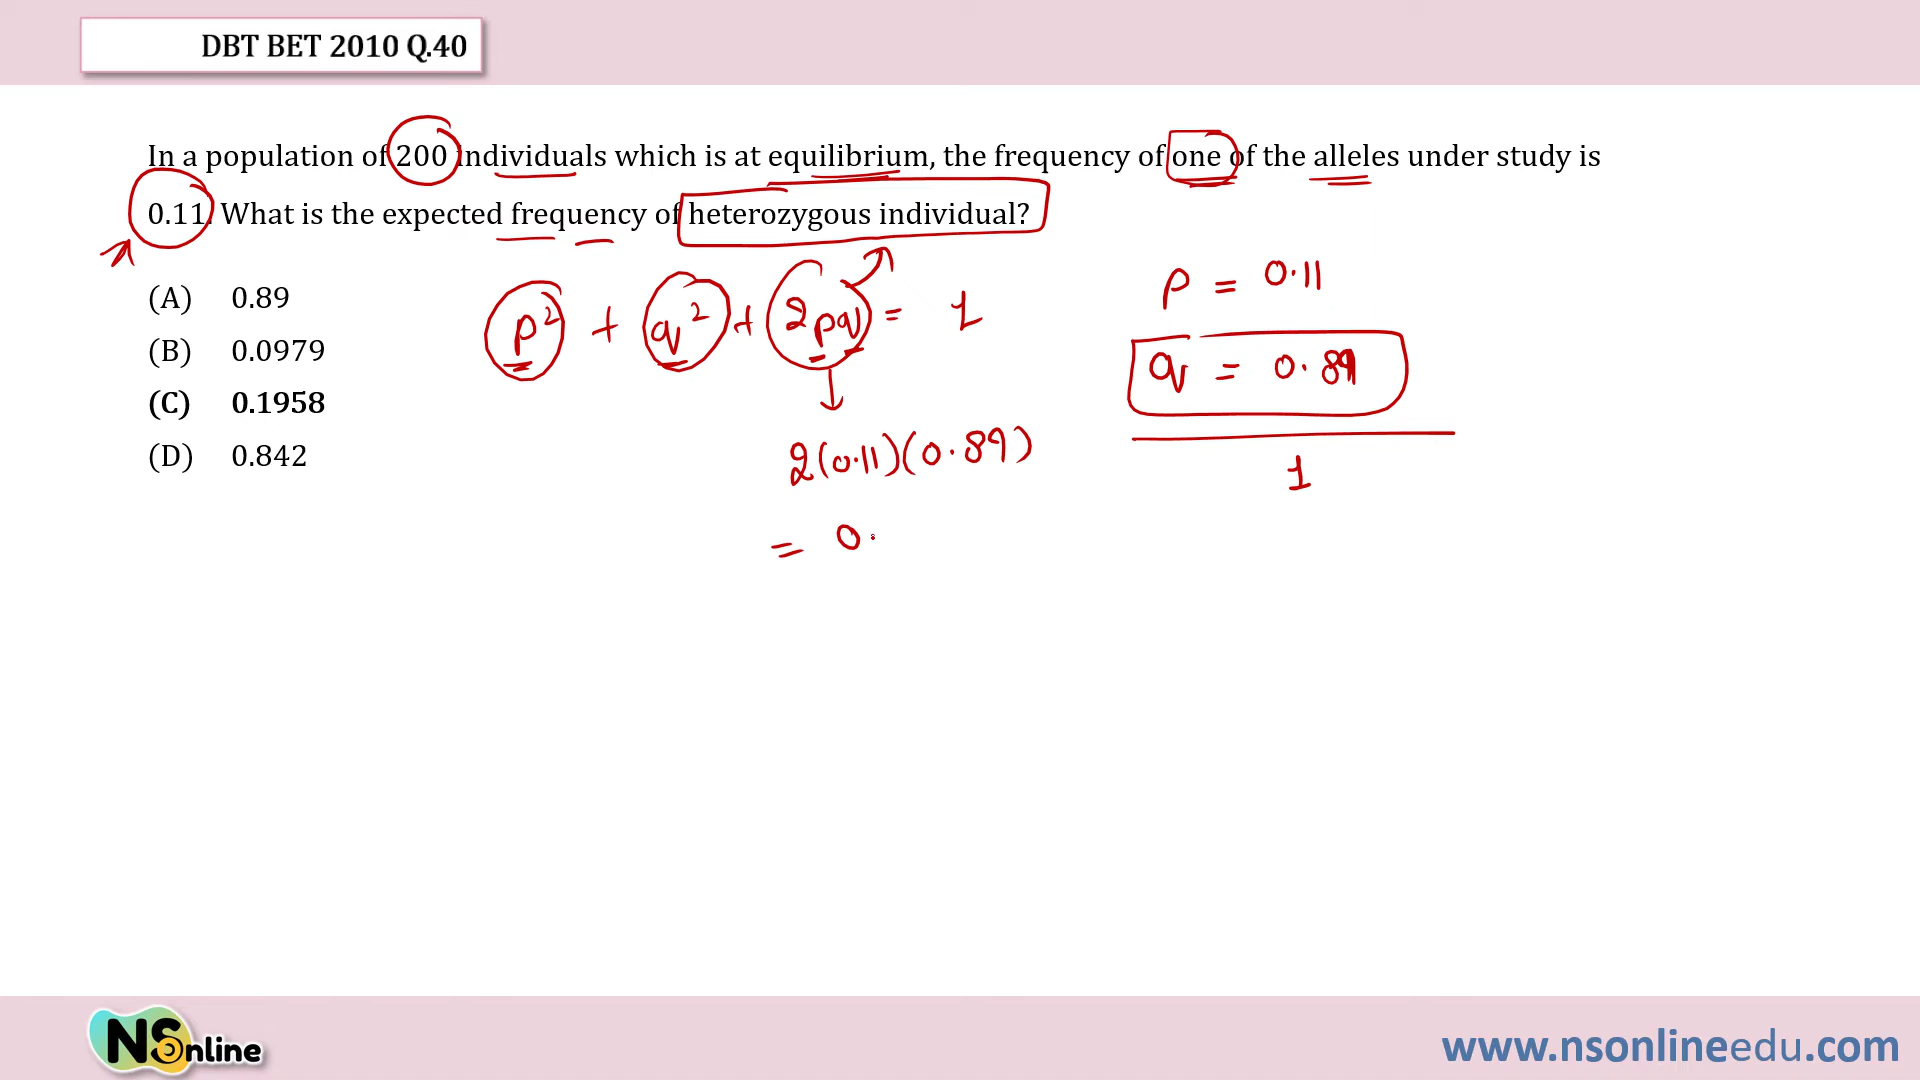 DBT BET 2010 Q.40
In a population of 200 individuals which is at equilibrium, the frequency of one of the alleles under study is
0.11. What is the expected frequency of heterozygous individual?
(A) 0.89
(B) 0.0979
(C) 0.1958
(D) 0.842
p² + q² + 2pq = 1
2(0.11)(0.89)
= 0.
p = 0.11
q = 0.89
1
NS Online
www.nsonlineedu.com